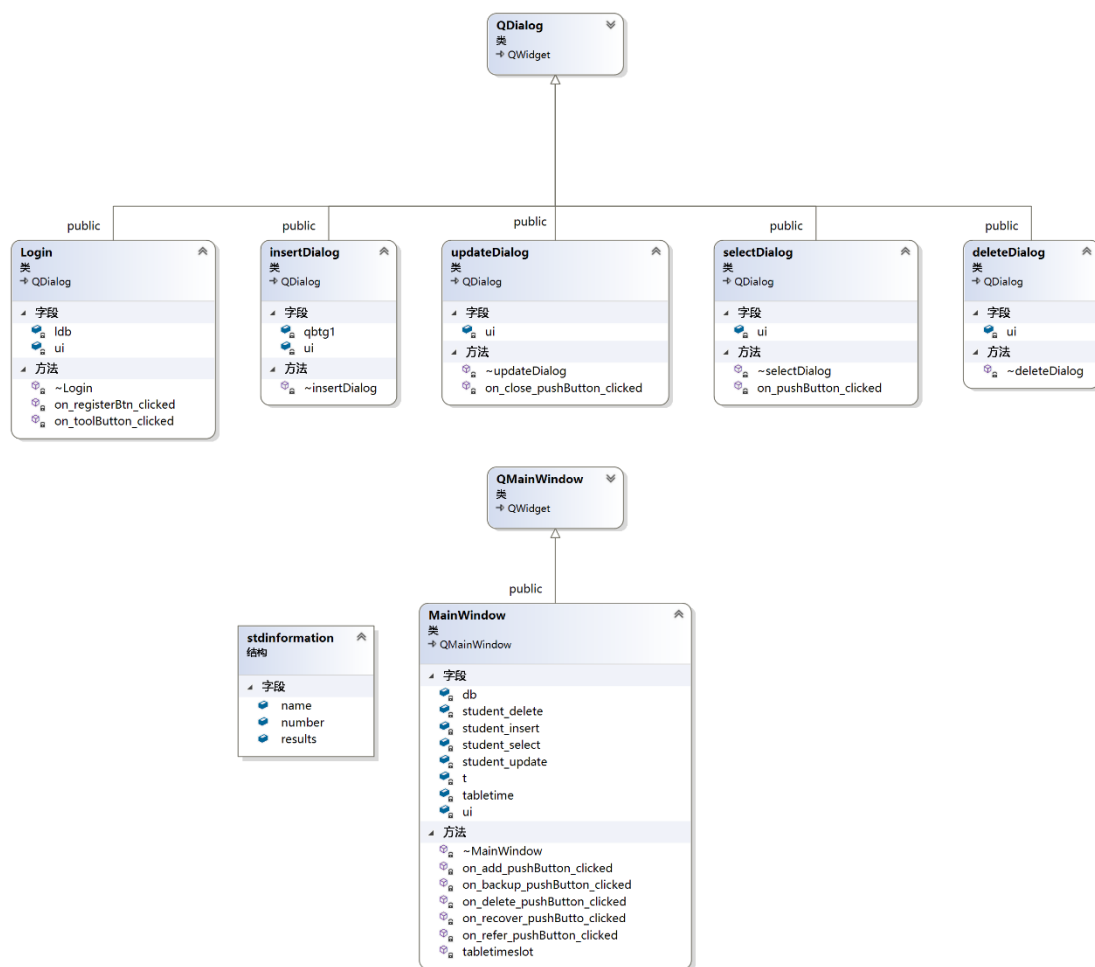 QDialog
类
QWidget
public
public
public
public
public
Login
类
QDialog
字段
ldb
ui
方法
~Login
on_registerBtn_clicked
on_toolButton_clicked
insertDialog
类
QDialog
字段
qbtg1
ui
方法
~insertDialog
updateDialog
类
QDialog
字段
ui
方法
~updateDialog
on_close_pushButton_clicked
selectDialog
类
QDialog
字段
ui
方法
~selectDialog
on_pushButton_clicked
deleteDialog
类
QDialog
字段
ui
方法
~deleteDialog
QMainWindow
类
QWidget
public
stdinformation
结构
字段
name
number
results
MainWindow
类
QMainWindow
字段
db
student_delete
student_insert
student_select
student_update
t
tabletime
ui
方法
~MainWindow
on_add_pushButton_clicked
on_backup_pushButton_clicked
on_delete_pushButton_clicked
on_recover_pushButto_clicked
on_refer_pushButton_clicked
tabletimeslot